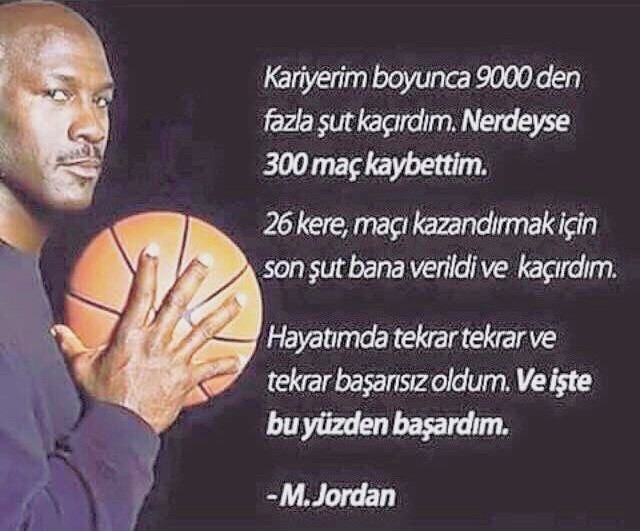 Kariyerim boyunca 9000 den
fazla şut kaçırdım. Nerdeyse
300 maç kaybettim.
26 kere, maçı kazandırmak için
son şut bana verildi ve kaçırdım.
Hayatımda tekrar tekrar ve
tekrar başarısız oldum. Ve işte
bu yüzden başardım.
- M. Jordan